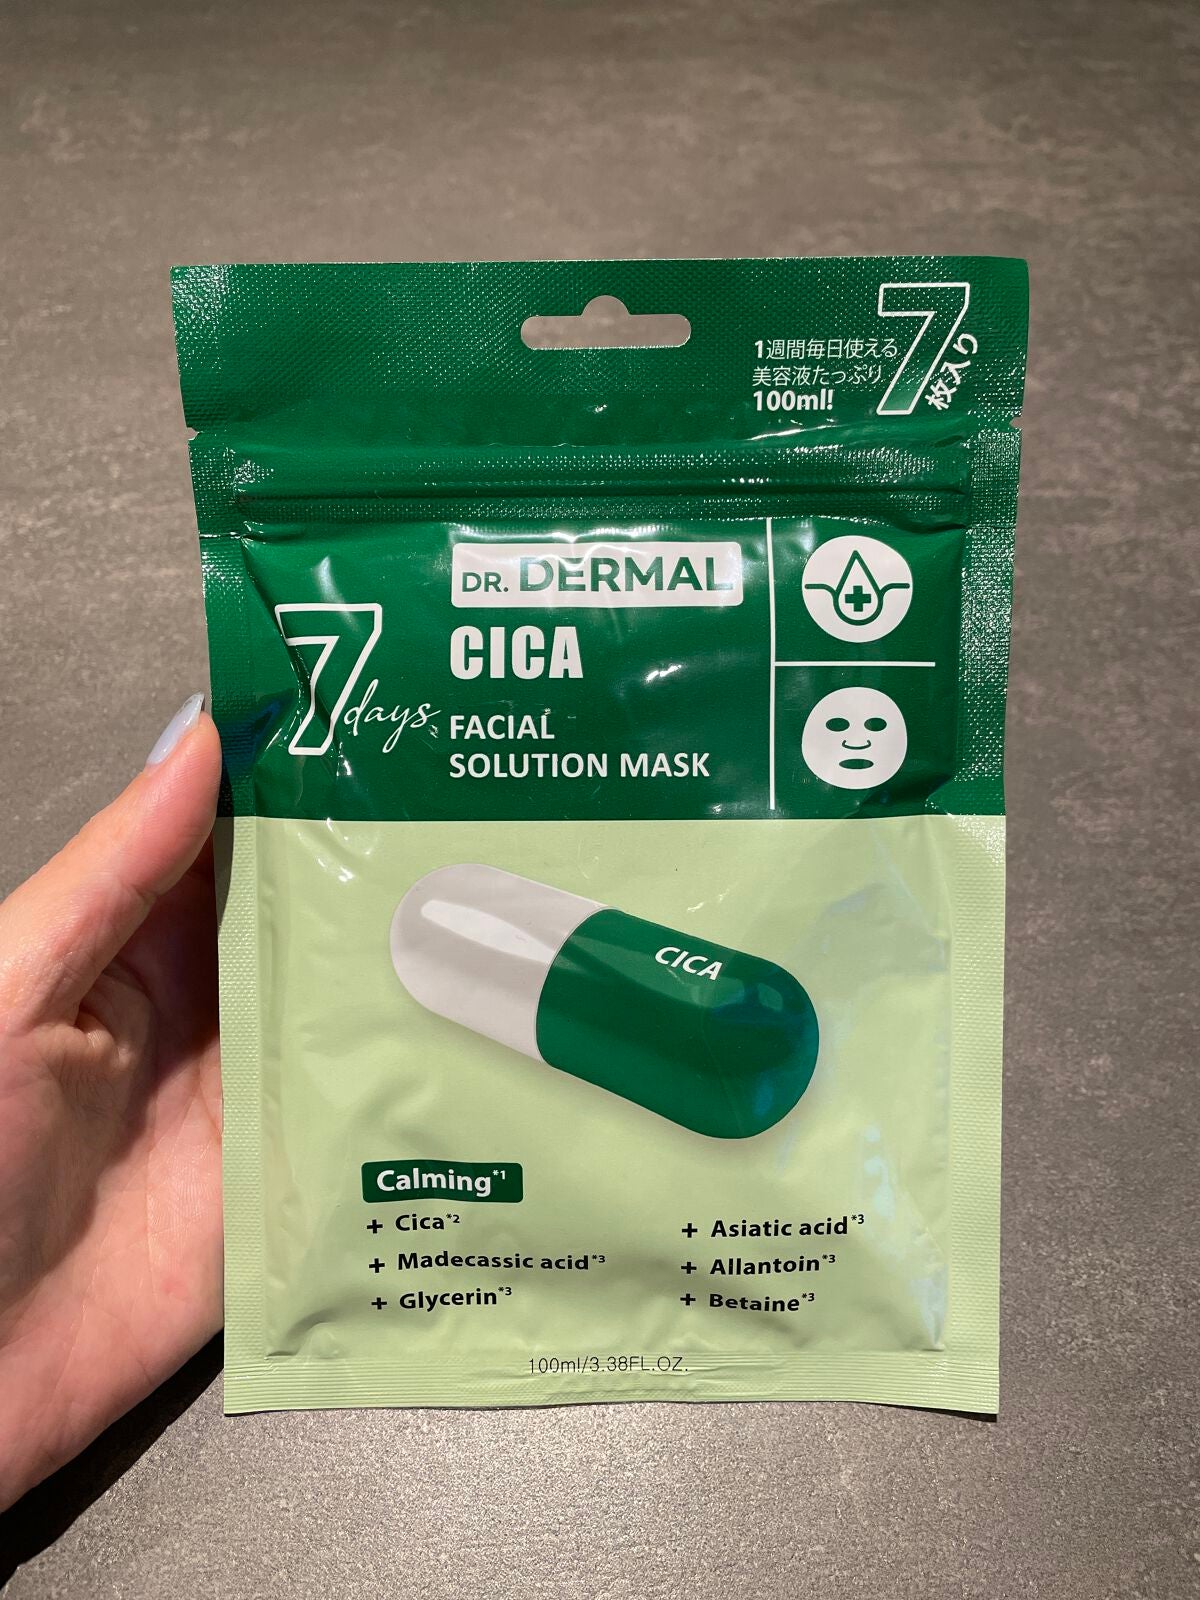 1週間毎日使える
美容液たっぷり
100ml!
7枚入り
DR. DERMAL
CICA
7days
FACIAL
SOLUTION MASK
CICA
Calming*1
+ Cica*2
+ Madecassic acid*3
+ Glycerin*3
+ Asiatic acid*3
+ Allantoin*3
+ Betaine*3
100ml/3.38FL.OZ.